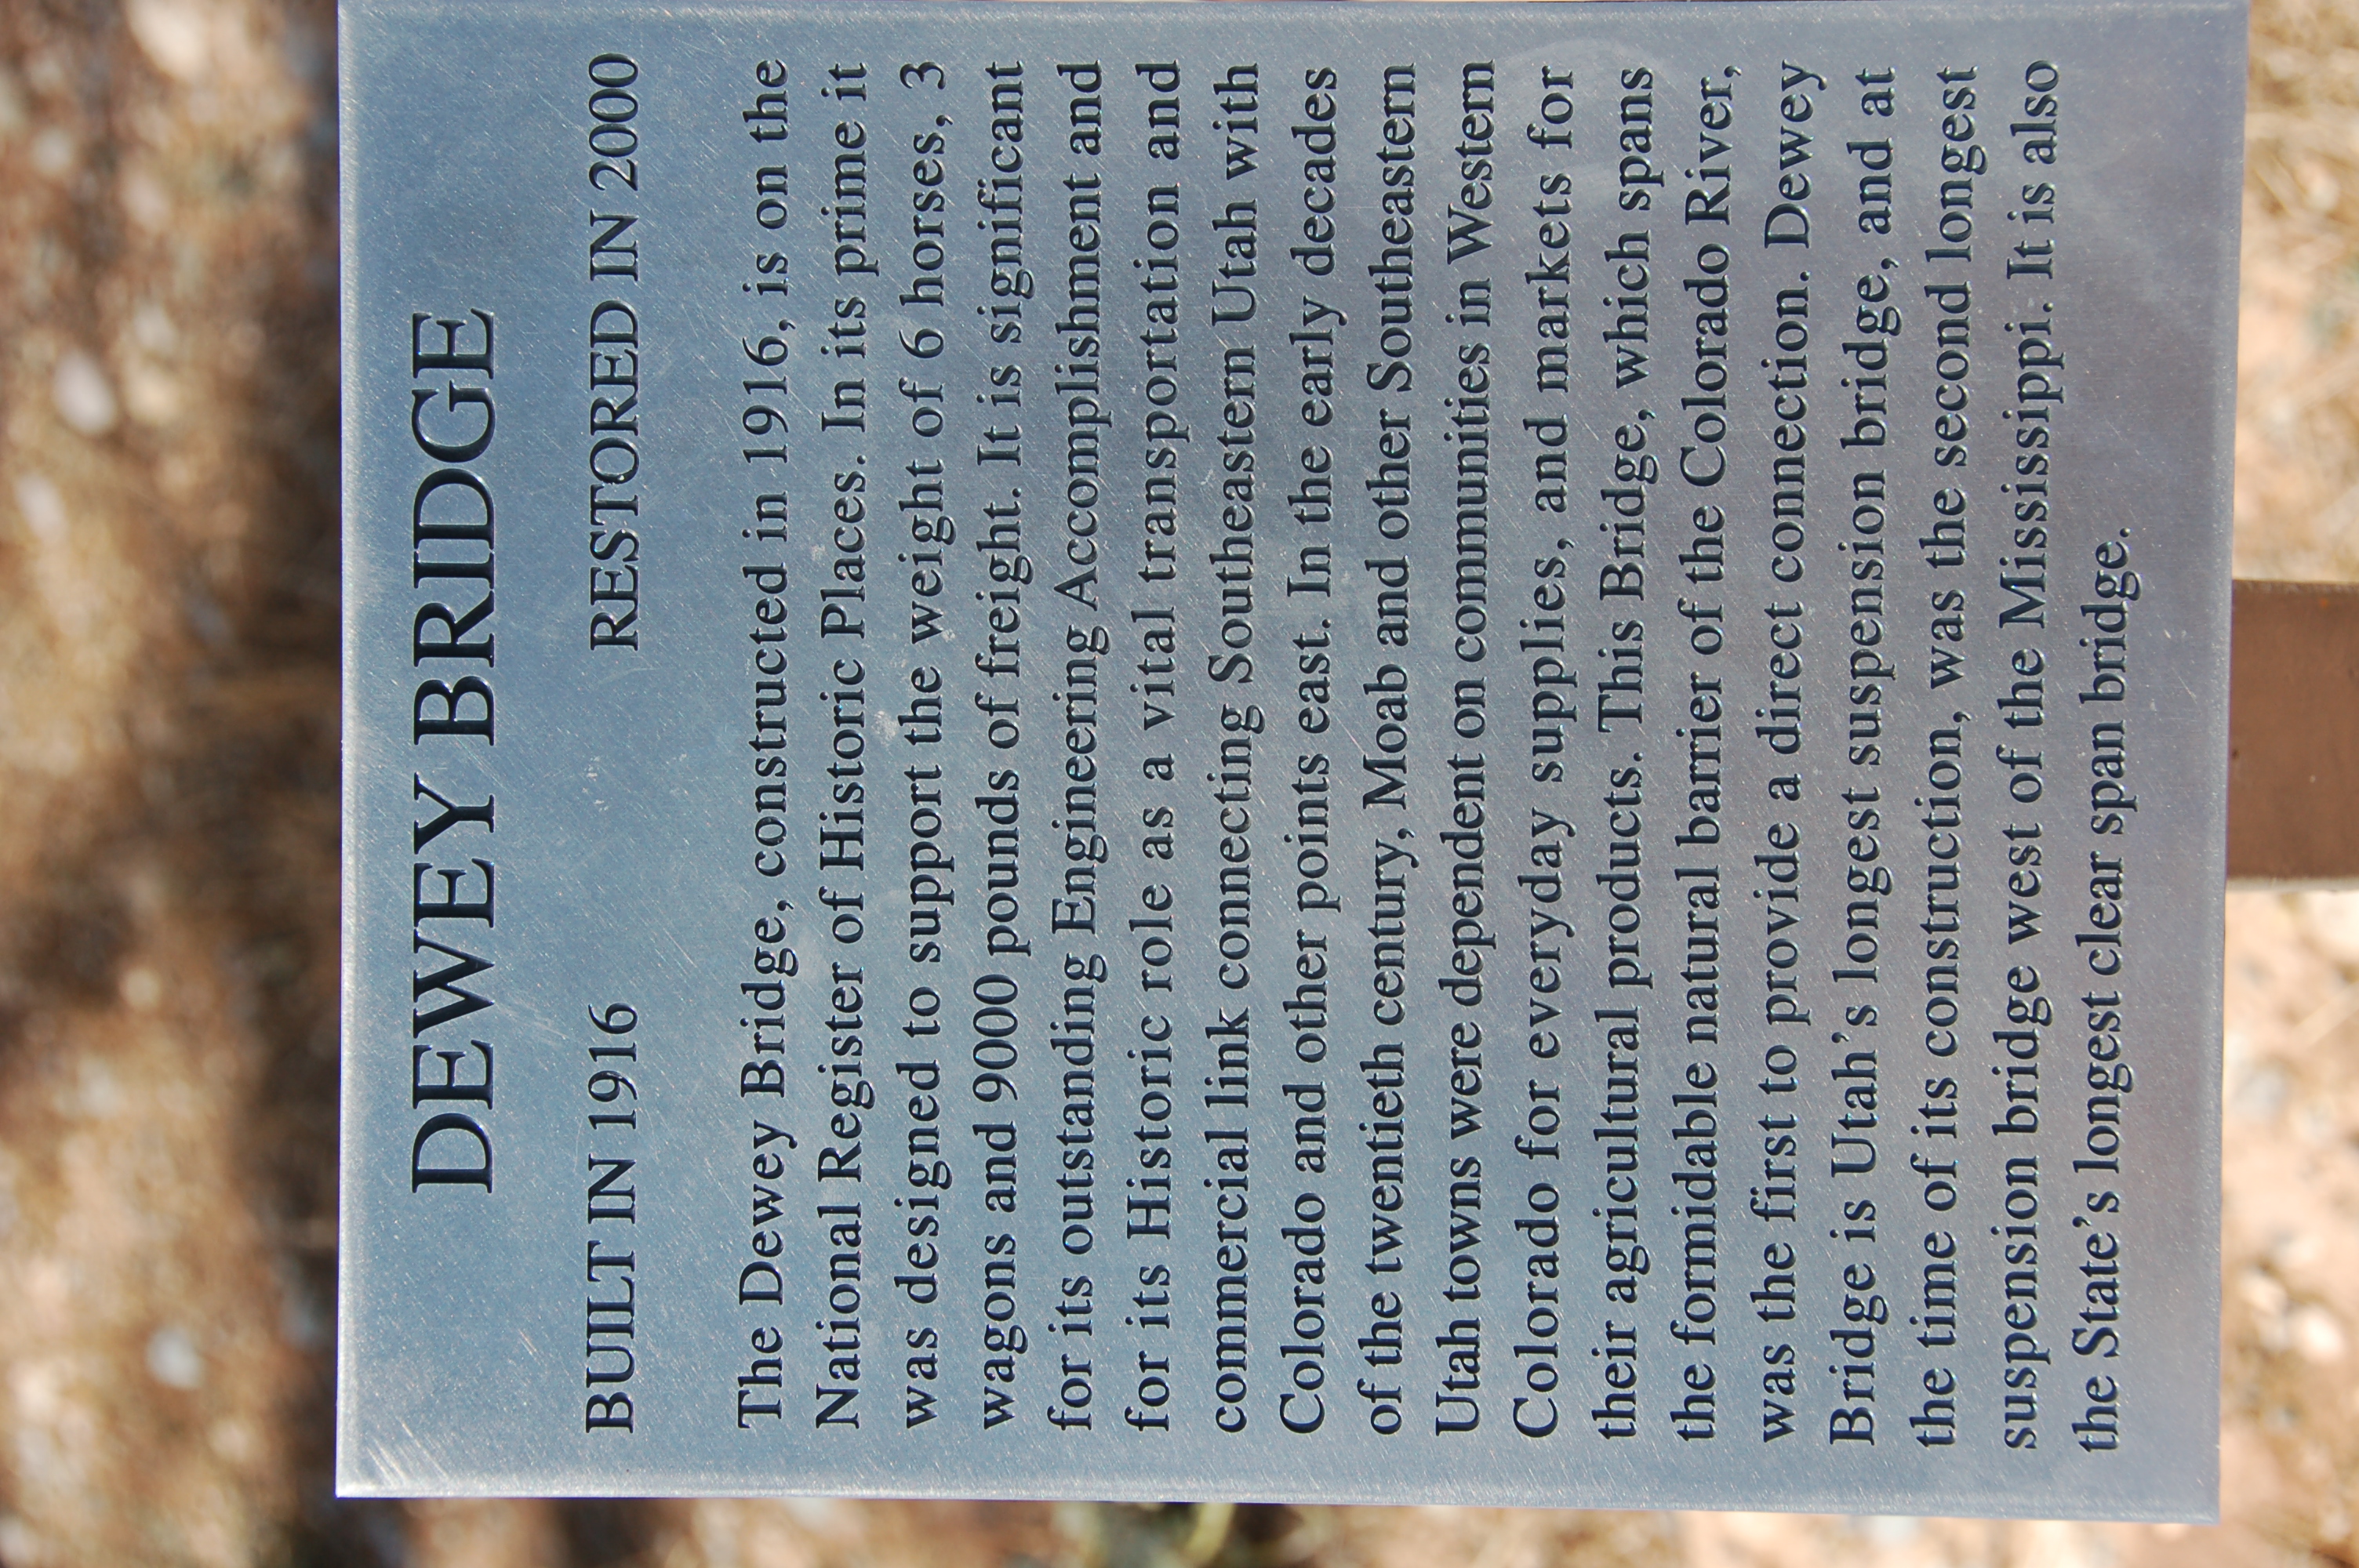 DEWEY BRIDGE
BUILT IN 1916 RESTORED IN 2000
The Dewey Bridge, constructed in 1916, is on the
National Register of Historic Places. In its prime it
was designed to support the weight of 6 horses, 3
wagons and 9000 pounds of freight. It is significant
for its outstanding Engineering Accomplishment and
for its Historic role as a vital transportation and
commercial link connecting Southeastern Utah with
Colorado and other points east. In the early decades
of the twentieth century, Moab and other Southeastern
Utah towns were dependent on communities in Western
Colorado for everyday supplies, and markets for
their agricultural products. This Bridge, which spans
the formidable natural barrier of the Colorado River,
was the first to provide a direct connection. Dewey
Bridge is Utah's longest suspension bridge, and at
the time of its construction, was the second longest
suspension bridge west of the Mississippi. It is also
the State's longest clear span bridge.